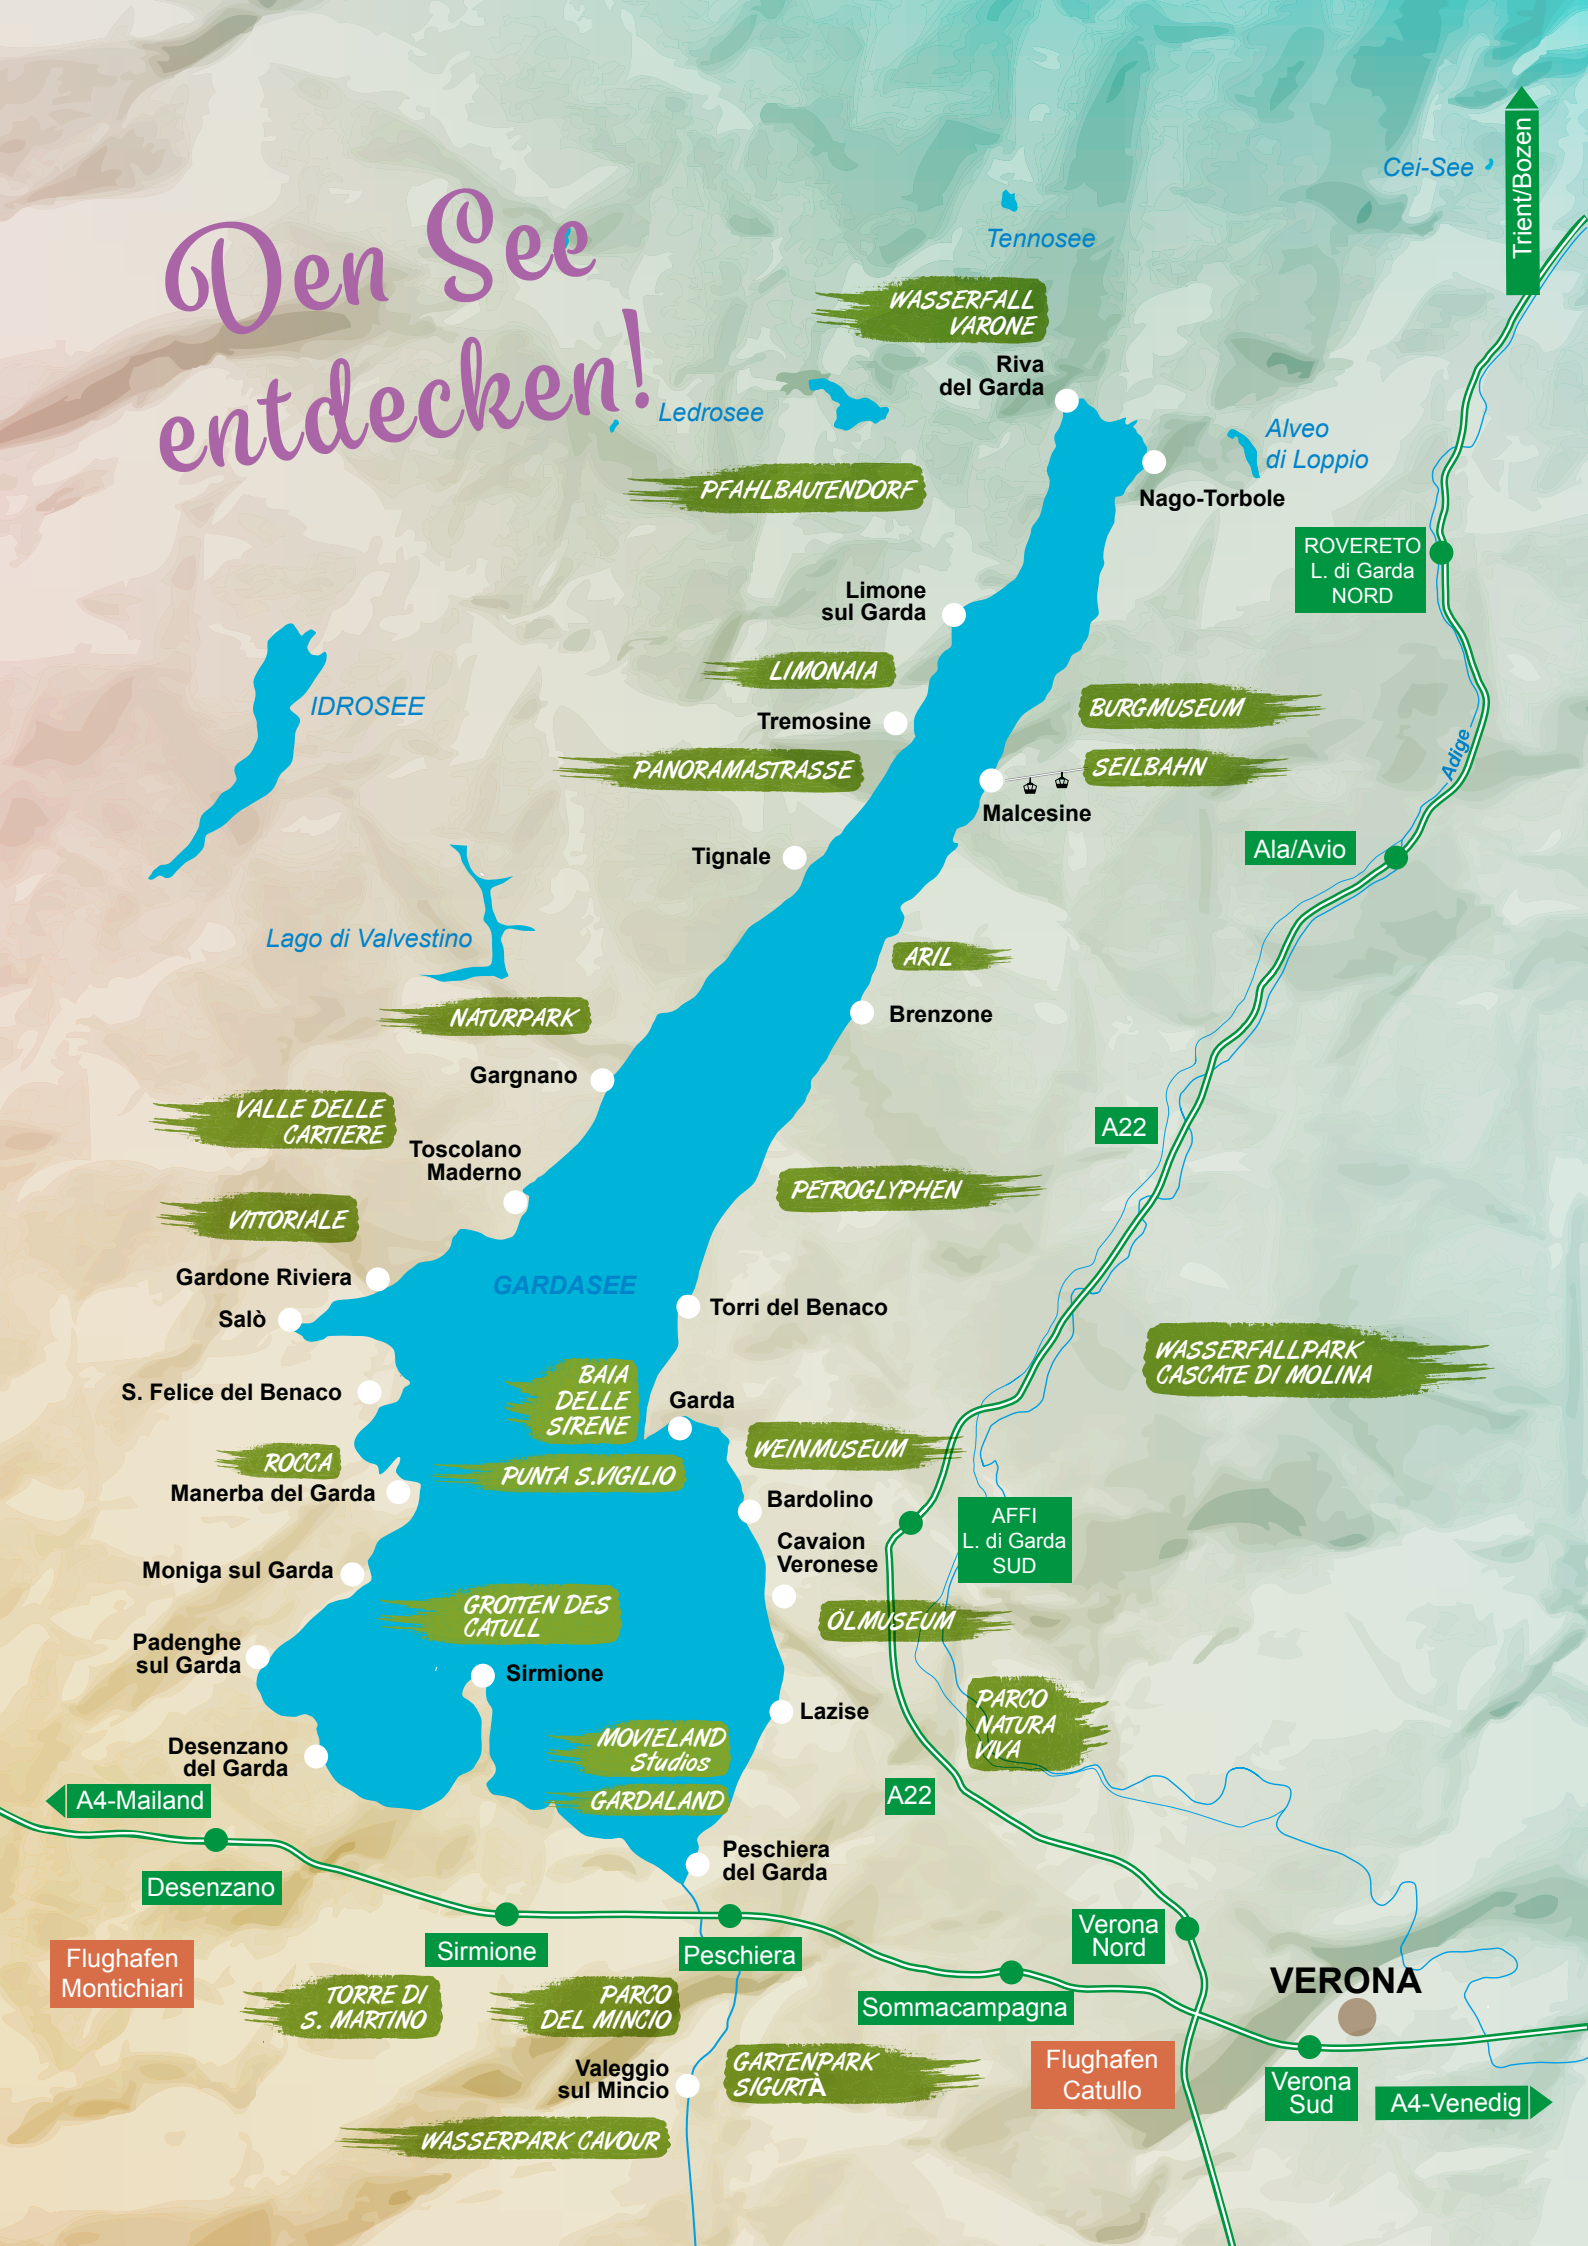 Den See
entdecken!
Trient/Bozen
Cei-See
Tennosee
WASSERFALL
VARONE
Riva
del Garda
Ledrosee
Alveo
di Loppio
PFAHLBAUTENDORF
Nago-Torbole
ROVERETO
L. di Garda
NORD
Limone
sul Garda
LIMONAIA
IDROSEE
BURGMUSEUM
Tremosine
Adige
PANORAMASTRASSE
SEILBAHN
Malcesine
Tignale
Ala/Avio
Lago di Valvestino
ARIL
NATURPARK
Brenzone
Gargnano
VALLE DELLE
CARTIERE
A22
Toscolano
Maderno
PETROGLYPHEN
VITTORIALE
Gardone Riviera
GARDASEE
Salò
Torri del Benaco
WASSERFALLPARK
CASCATE DI MOLINA
BAIA
DELLE
SIRENE
S. Felice del Benaco
Garda
WEINMUSEUM
ROCCA
PUNTA S.VIGILIO
Manerba del Garda
Bardolino
AFFI
L. di Garda
SUD
Cavaion
Veronese
Moniga sul Garda
GROTTEN DES
CATULL
ÖLMUSEUM
Padenghe
sul Garda
Sirmione
PARCO
NATURA
VIVA
Lazise
MOVIELAND
Studios
Desenzano
del Garda
A4-Mailand
GARDALAND
A22
Peschiera
del Garda
Desenzano
Verona
Nord
Sirmione
Peschiera
Flughafen
Montichiari
VERONA
TORRE DI
S. MARTINO
PARCO
DEL MINCIO
Sommacampagna
Valeggio
sul Mincio
GARTENPARK
SIGURTÀ
Flughafen
Catullo
Verona
Sud
A4-Venedig
WASSERPARK CAVOUR